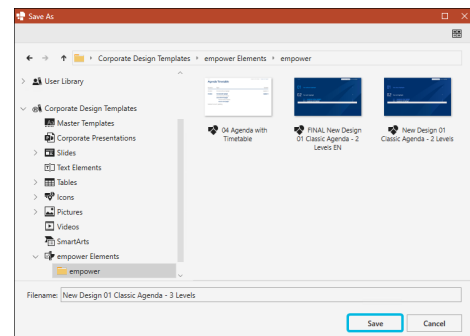 Save As
Corporate Design Templates › empower Elements › empower
User Library
Corporate Design Templates
Master Templates
Corporate Presentations
Slides
Text Elements
Tables
Icons
Pictures
Videos
SmartArts
empower Elements
empower
04 Agenda with
Timetable
FINAL New Design
01 Classic Agenda - 2
Levels EN
New Design 01
Classic Agenda - 2 Levels
Filename: New Design 01 Classic Agenda - 3 Levels
Save Cancel